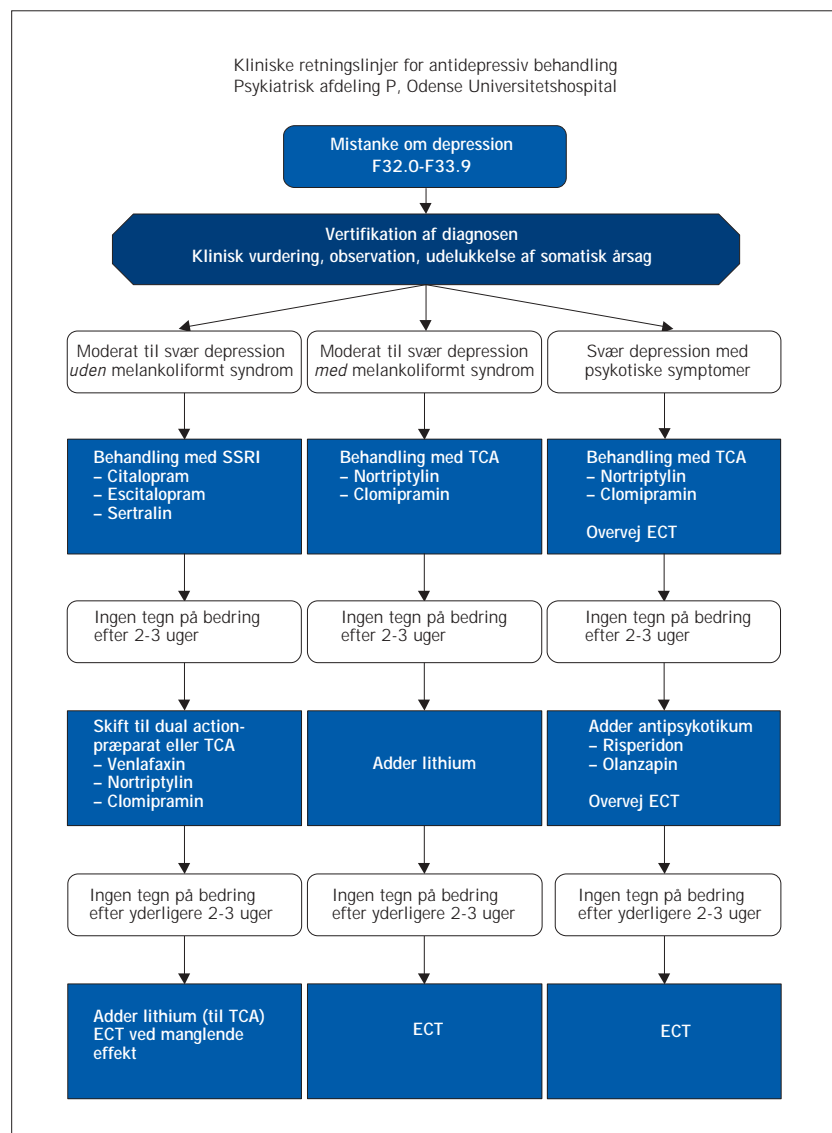 Kliniske retningslinjer for antidepressiv behandling
Psykiatrisk afdeling P, Odense Universitetshospital
Mistanke om depression
F32.0-F33.9
Vertifikation af diagnosen
Klinisk vurdering, observation, udelukkelse af somatisk årsag
Moderat til svær depression
uden melankoliformt syndrom
Moderat til svær depression
med melankoliformt syndrom
Svær depression med
psykotiske symptomer
Behandling med SSRI
– Citalopram
– Escitalopram
– Sertralin
Behandling med TCA
– Nortriptylin
– Clomipramin
Behandling med TCA
– Nortriptylin
– Clomipramin
Overvej ECT
Ingen tegn på bedring
efter 2-3 uger
Ingen tegn på bedring
efter 2-3 uger
Ingen tegn på bedring
efter 2-3 uger
Skift til dual action-
præparat eller TCA
– Venlafaxin
– Nortriptylin
– Clomipramin
Adder lithium
Adder antipsykotikum
– Risperidon
– Olanzapin
Overvej ECT
Ingen tegn på bedring
efter yderligere 2-3 uger
Ingen tegn på bedring
efter yderligere 2-3 uger
Ingen tegn på bedring
efter yderligere 2-3 uger
Adder lithium (til TCA)
ECT ved manglende
effekt
ECT
ECT